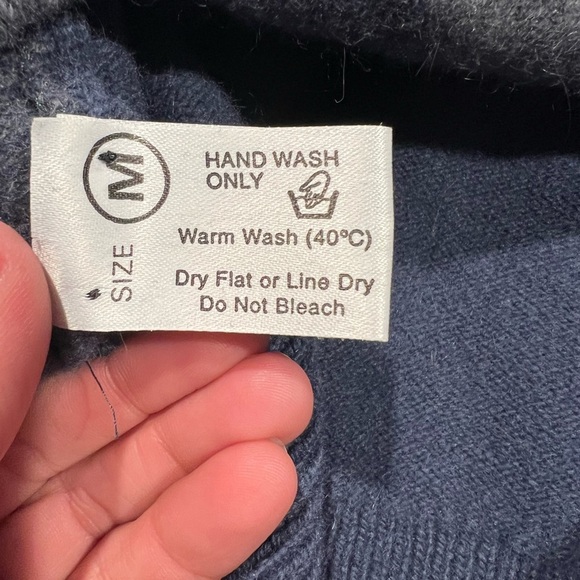 M
SIZE
HAND WASH
ONLY
Warm Wash (40ºC)
Dry Flat or Line Dry
Do Not Bleach